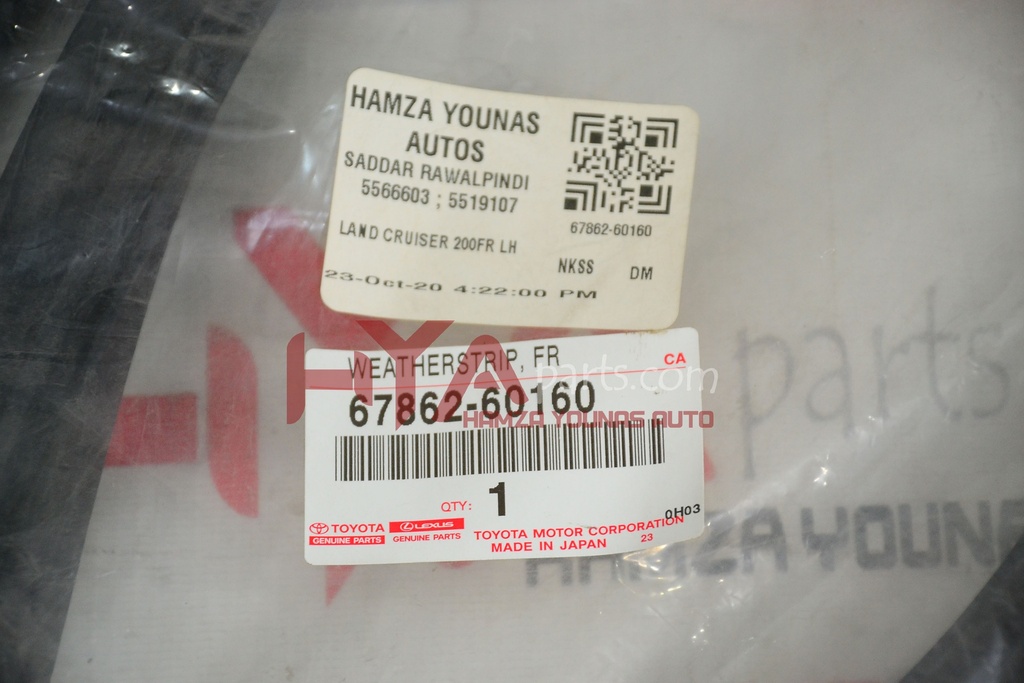 HAMZA YOUNAS
AUTOS
SADDAR RAWALPINDI
5566603 ; 5519107
LAND CRUISER 200FR LH
67862-60160
NKSS DM
23-Oct-20 4:22:00 PM
WEATHERSTRIP, FR CA
67862-60160
QTY: 1
TOYOTA
GENUINE PARTS
LEXUS
GENUINE PARTS
TOYOTA MOTOR CORPORATION
MADE IN JAPAN 23
0H03
HYAparts.com
HAMZA YOUNAS AUTO
HYA parts
HAMZA YOUNA